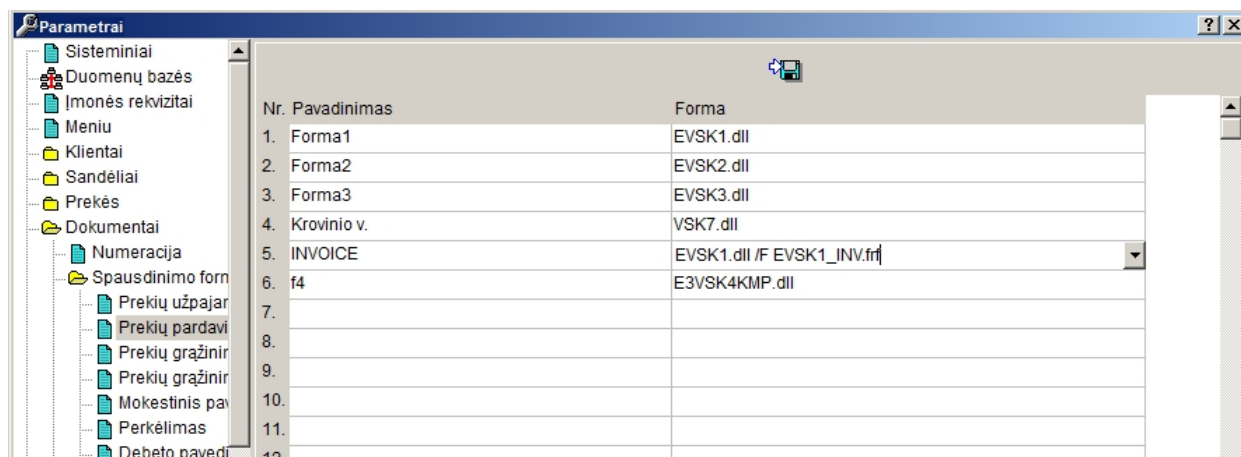 Parametrai
Sisteminiai
Duomenų bazės
Įmonės rekvizitai
Meniu
Klientai
Sandėliai
Prekės
Dokumentai
Numeracija
Spausdinimo forn
Prekių užpajar
Prekių pardavi
Prekių grąžinir
Prekių grąžinir
Mokestinis pav
Perkėlimas
Debeto pavedi
Nr. Pavadinimas Forma
1. Forma1 EVSK1.dll
2. Forma2 EVSK2.dll
3. Forma3 EVSK3.dll
4. Krovinio v. VSK7.dll
5. INVOICE EVSK1.dll /F EVSK1_INV.frf
6. f4 E3VSK4KMP.dll
7.
8.
9.
10.
11.
12.